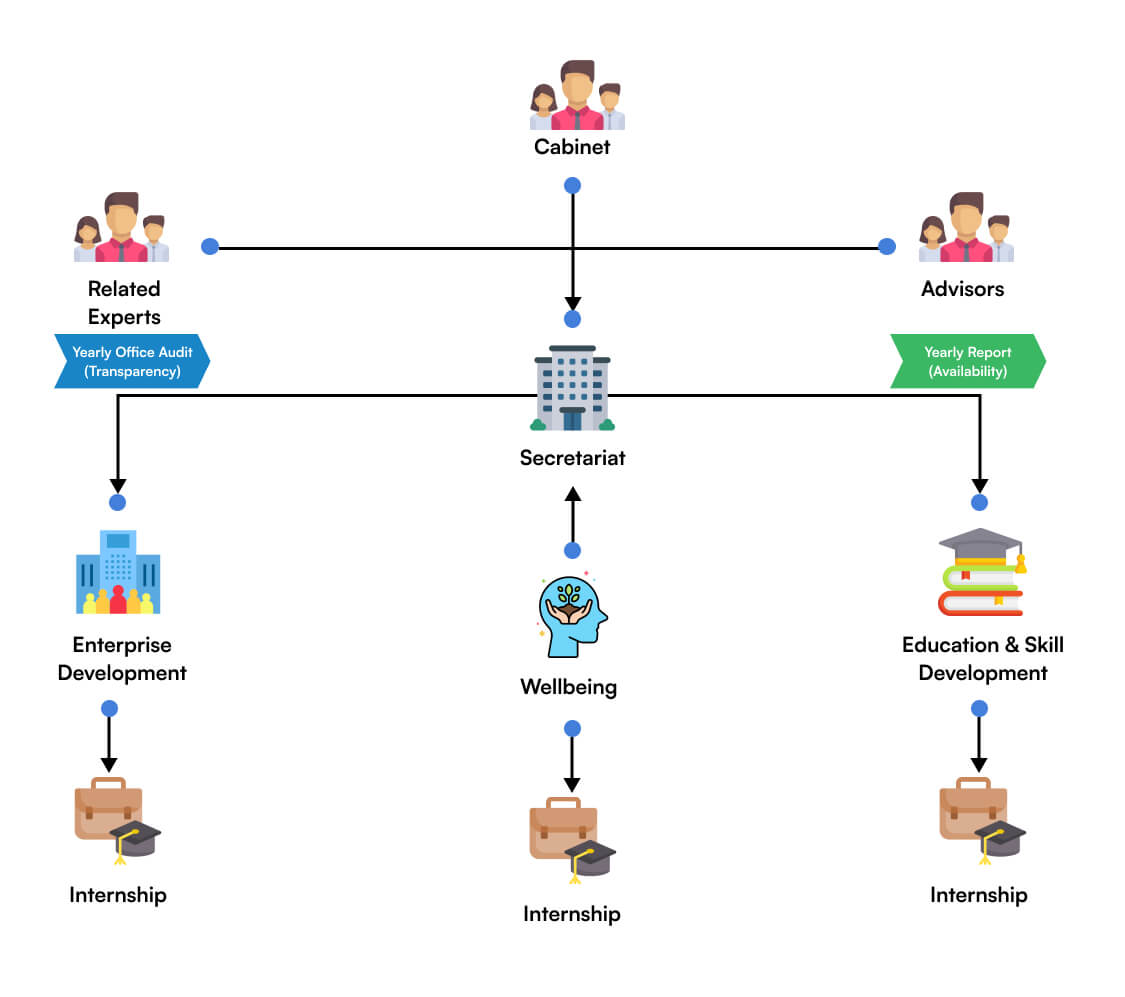 Cabinet
Related
Experts
Advisors
Yearly Office Audit
(Transparency)
Yearly Report
(Availability)
Secretariat
Enterprise
Development
Wellbeing
Education & Skill
Development
Internship
Internship
Internship